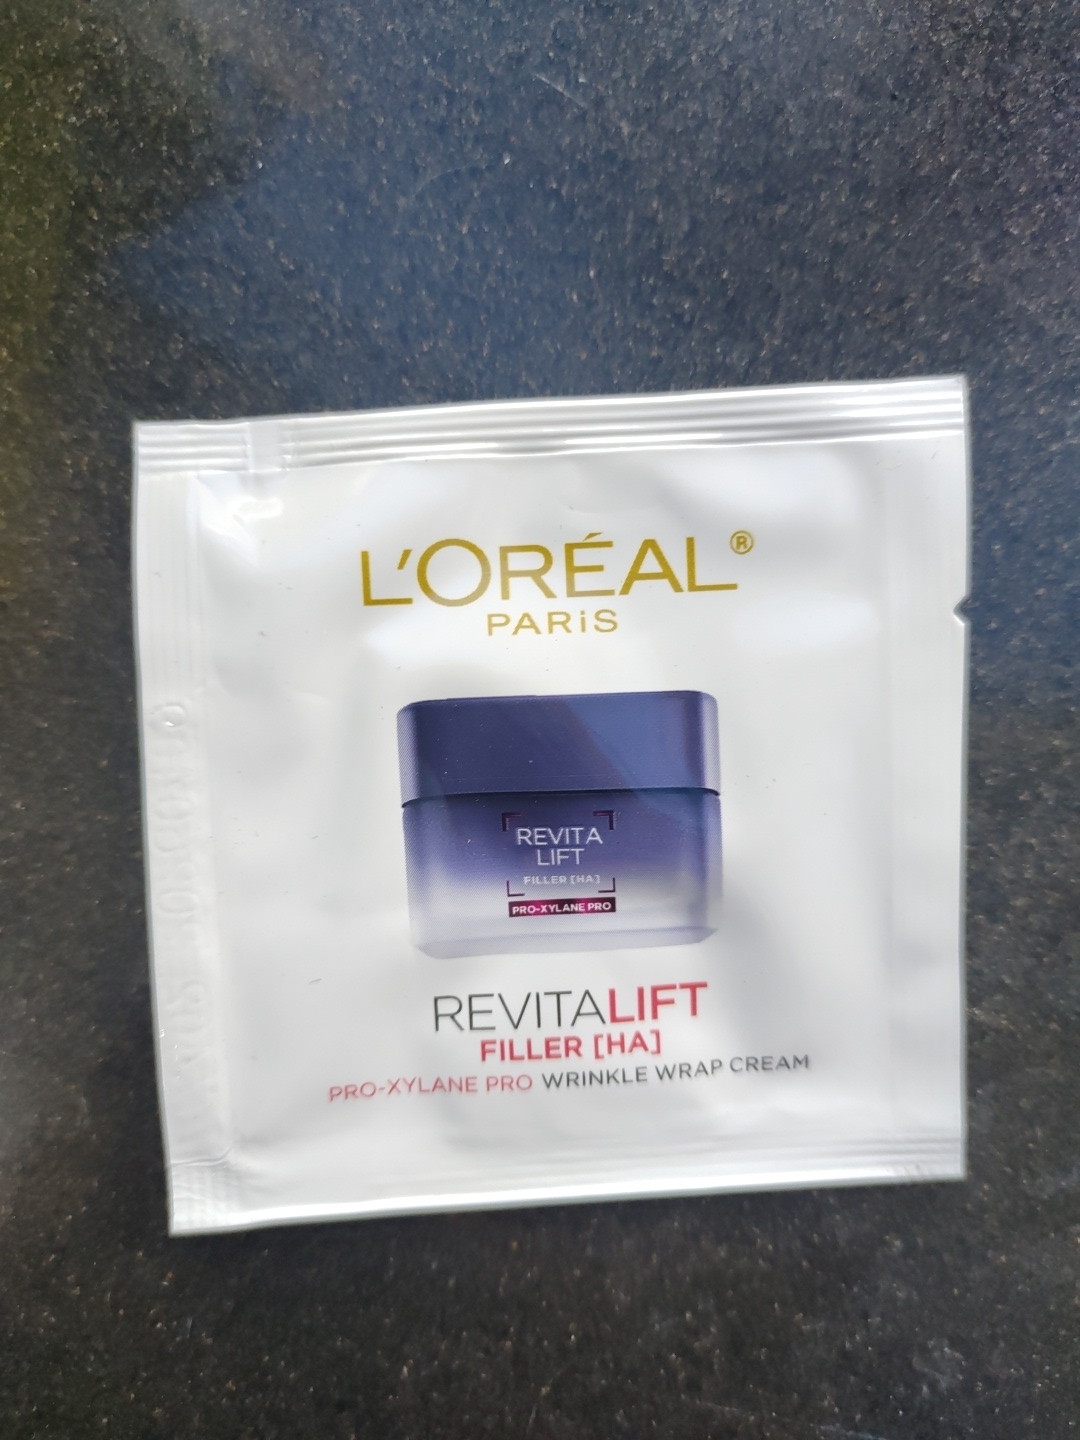 L'ORÉAL®
PARiS
REVITA
LIFT
FILLER [HA]
PRO-XYLANE PRO
REVITALIFT
FILLER [HA]
PRO-XYLANE PRO WRINKLE WRAP CREAM